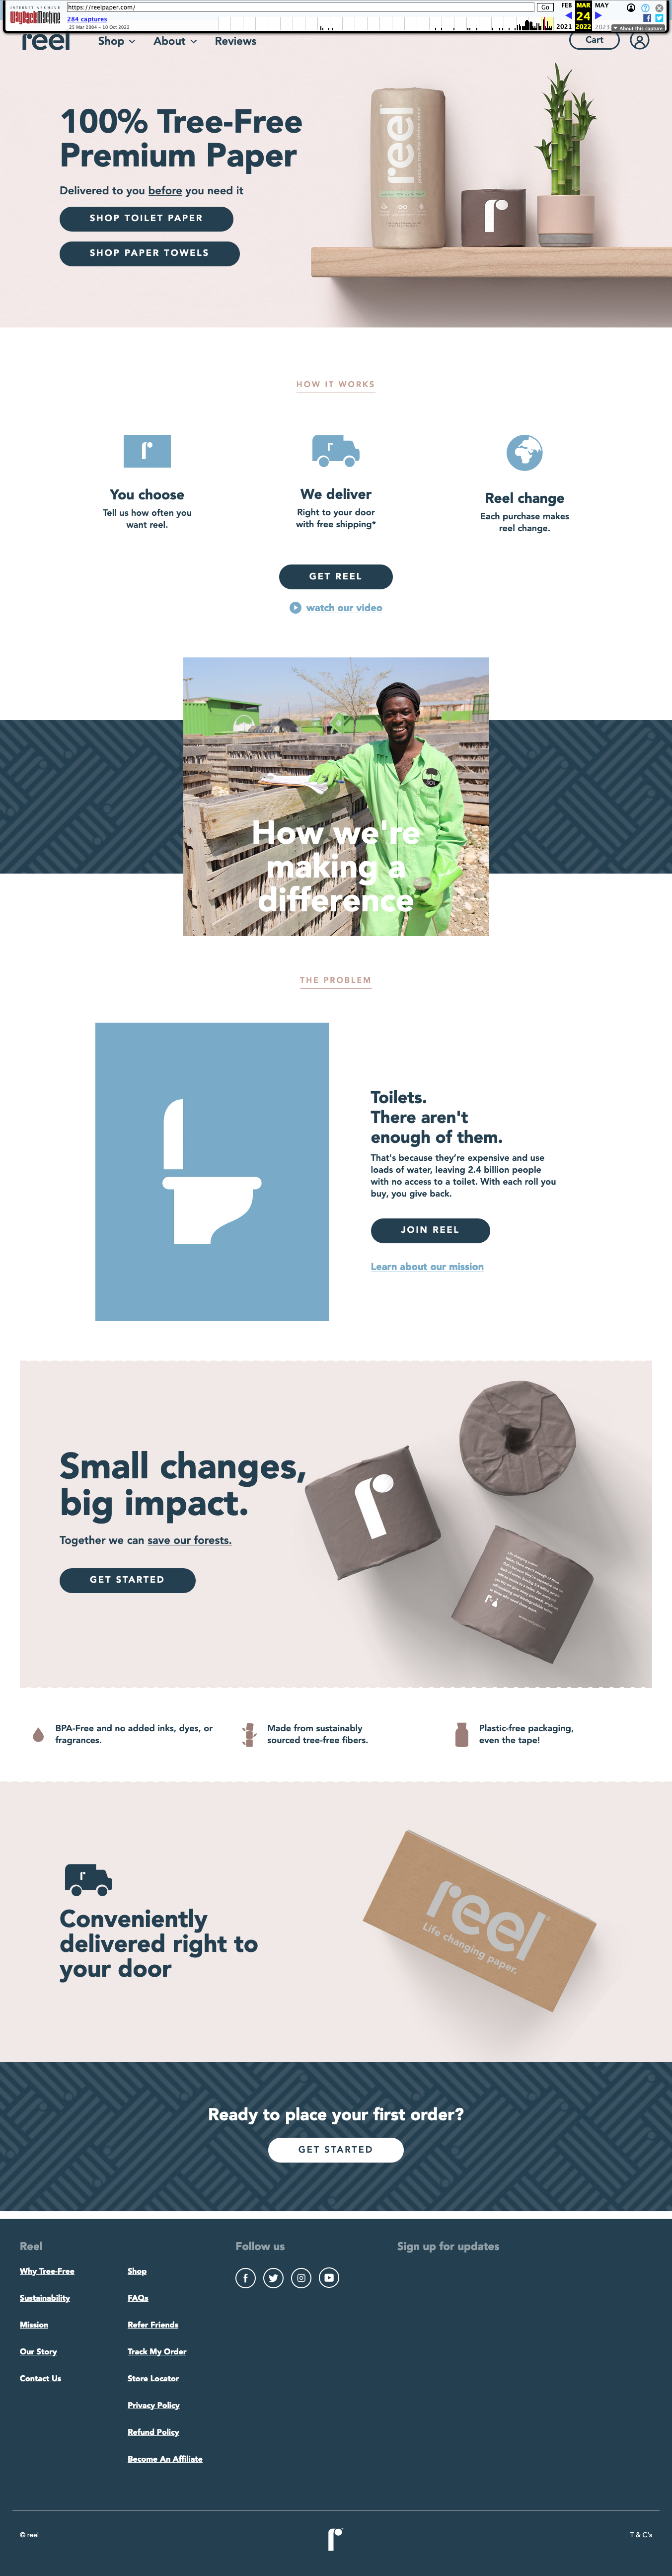 INTERNET ARCHIVE
WayBackMachine
https://reelpaper.com/
Go
FEB
MAR
MAY
284 captures
24
25 Mar 2004 – 10 Oct 2022
2021
2022
2023
About this capture
reel
Shop
About
Reviews
Cart
100% Tree-Free
Premium Paper
Delivered to you before you need it
SHOP TOILET PAPER
SHOP PAPER TOWELS
reel
r
HOW IT WORKS
r
You choose
Tell us how often you
want reel.
r
We deliver
Right to your door
with free shipping*
Reel change
Each purchase makes
reel change.
GET REEL
watch our video
How we're
making a
difference
THE PROBLEM
Toilets.
There aren't
enough of them.
That's because they're expensive and use
loads of water, leaving 2.4 billion people
with no access to a toilet. With each roll you
buy, you give back.
JOIN REEL
Learn about our mission
Small changes,
big impact.
Together we can save our forests.
GET STARTED
r
BPA-Free and no added inks, dyes, or
fragrances.
Made from sustainably
sourced tree-free fibers.
Plastic-free packaging,
even the tape!
r
Conveniently
delivered right to
your door
reel
Life changing paper.
Ready to place your first order?
GET STARTED
Reel
Why Tree-Free
Sustainability
Mission
Our Story
Contact Us
Shop
FAQs
Refer Friends
Track My Order
Store Locator
Privacy Policy
Refund Policy
Become An Affiliate
Follow us
Sign up for updates
© reel
r
T & C's